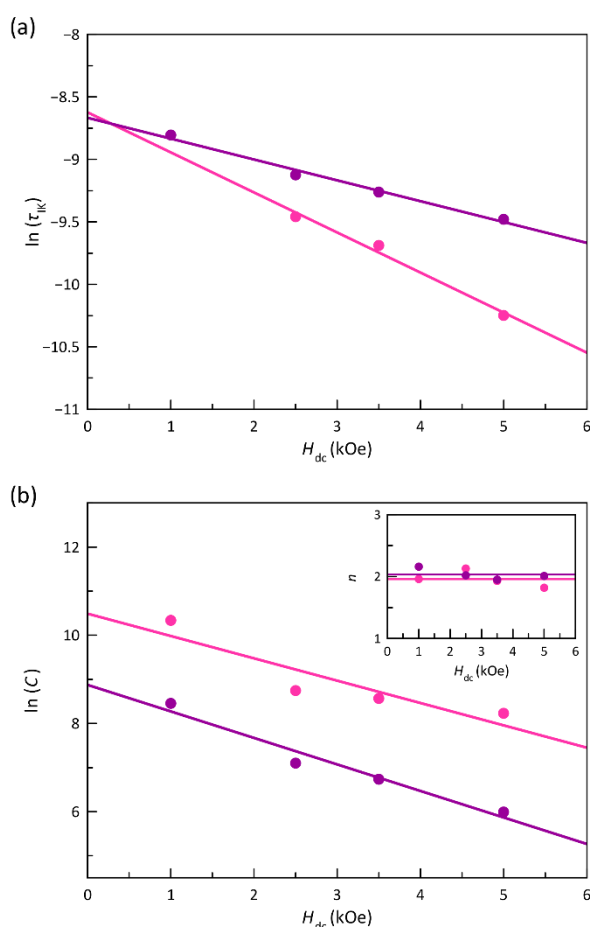 (a)
−8
−8.5
−9
−9.5
−10
−10.5
−11
ln (τIK)
0 1 2 3 4 5 6
Hdc (kOe)
(b)
12
10
8
6
ln (C)
3
2
1
n
0 1 2 3 4 5 6
Hdc (kOe)
0 1 2 3 4 5 6
Hdc (kOe)